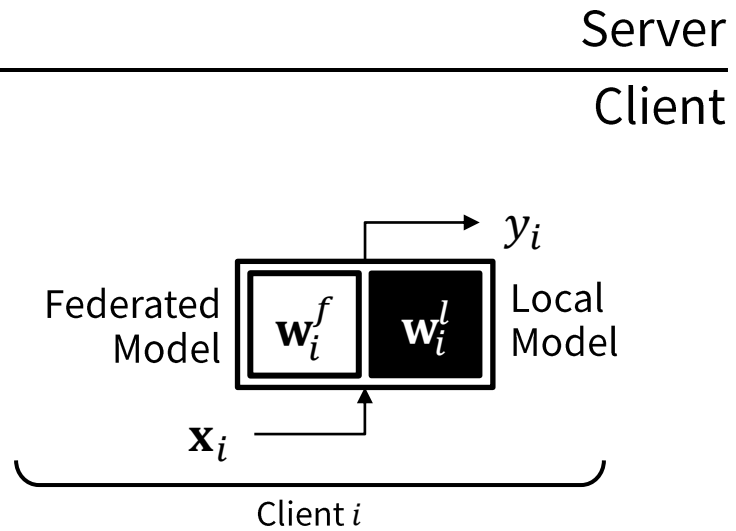 Server
Client
y_i
Federated
Model
w_i^f
w_i^l
Local
Model
x_i
Client i